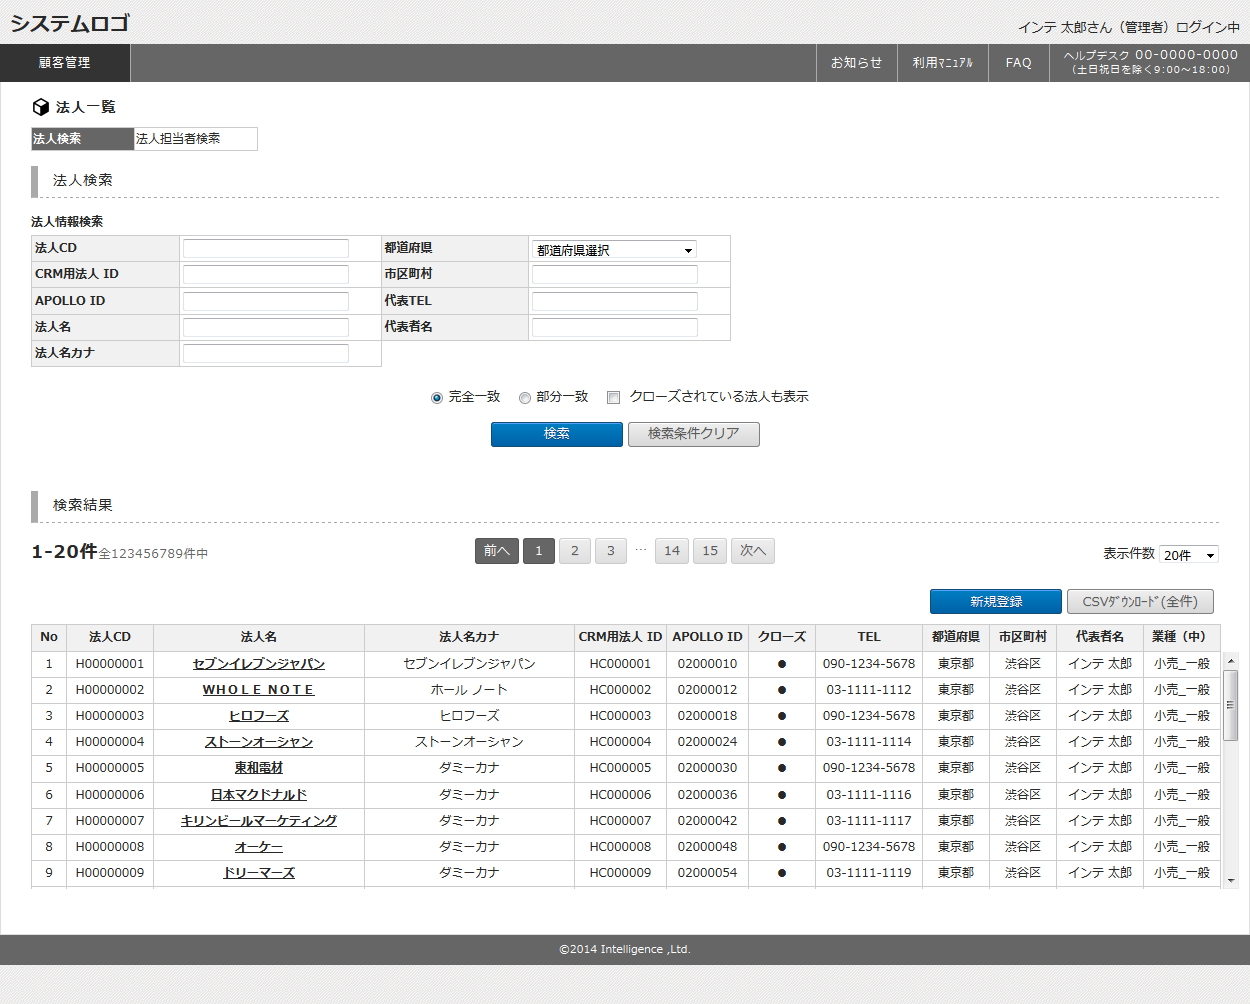 システムロゴ
インテ 太郎さん（管理者）ログイン中
顧客管理 お知らせ 利用ﾏﾆｭｱﾙ FAQ ヘルプデスク 00-0000-0000
（土日祝日を除く9:00～18:00）
法人一覧
法人検索 法人担当者検索
法人検索
法人情報検索
法人CD 都道府県 都道府県選択
CRM用法人 ID 市区町村
APOLLO ID 代表TEL
法人名 代表者名
法人名カナ
完全一致 部分一致 クローズされている法人も表示
検索 検索条件クリア
検索結果
1-20件全123456789件中 前へ 1 2 3 … 14 15 次へ 表示件数 20件
新規登録 CSVﾀﾞｳﾝﾛｰﾄﾞ(全件)
No 法人CD 法人名 法人名カナ CRM用法人 ID APOLLO ID クローズ TEL 都道府県 市区町村 代表者名 業種（中）
1 H00000001 セブンイレブンジャパン セブンイレブンジャパン HC000001 02000010 ● 090-1234-5678 東京都 渋谷区 インテ 太郎 小売_一般
2 H00000002 ＷＨＯＬＥ ＮＯＴＥ ホール ノート HC000002 02000012 ● 03-1111-1112 東京都 渋谷区 インテ 太郎 小売_一般
3 H00000003 ヒロフーズ ヒロフーズ HC000003 02000018 ● 090-1234-5678 東京都 渋谷区 インテ 太郎 小売_一般
4 H00000004 ストーンオーシャン ストーンオーシャン HC000004 02000024 ● 03-1111-1114 東京都 渋谷区 インテ 太郎 小売_一般
5 H00000005 東和電材 ダミーカナ HC000005 02000030 ● 090-1234-5678 東京都 渋谷区 インテ 太郎 小売_一般
6 H00000006 日本マクドナルド ダミーカナ HC000006 02000036 ● 03-1111-1116 東京都 渋谷区 インテ 太郎 小売_一般
7 H00000007 キリンビールマーケティング ダミーカナ HC000007 02000042 ● 03-1111-1117 東京都 渋谷区 インテ 太郎 小売_一般
8 H00000008 オーケー ダミーカナ HC000008 02000048 ● 090-1234-5678 東京都 渋谷区 インテ 太郎 小売_一般
9 H00000009 ドリーマーズ ダミーカナ HC000009 02000054 ● 03-1111-1119 東京都 渋谷区 インテ 太郎 小売_一般
©2014 Intelligence ,Ltd.